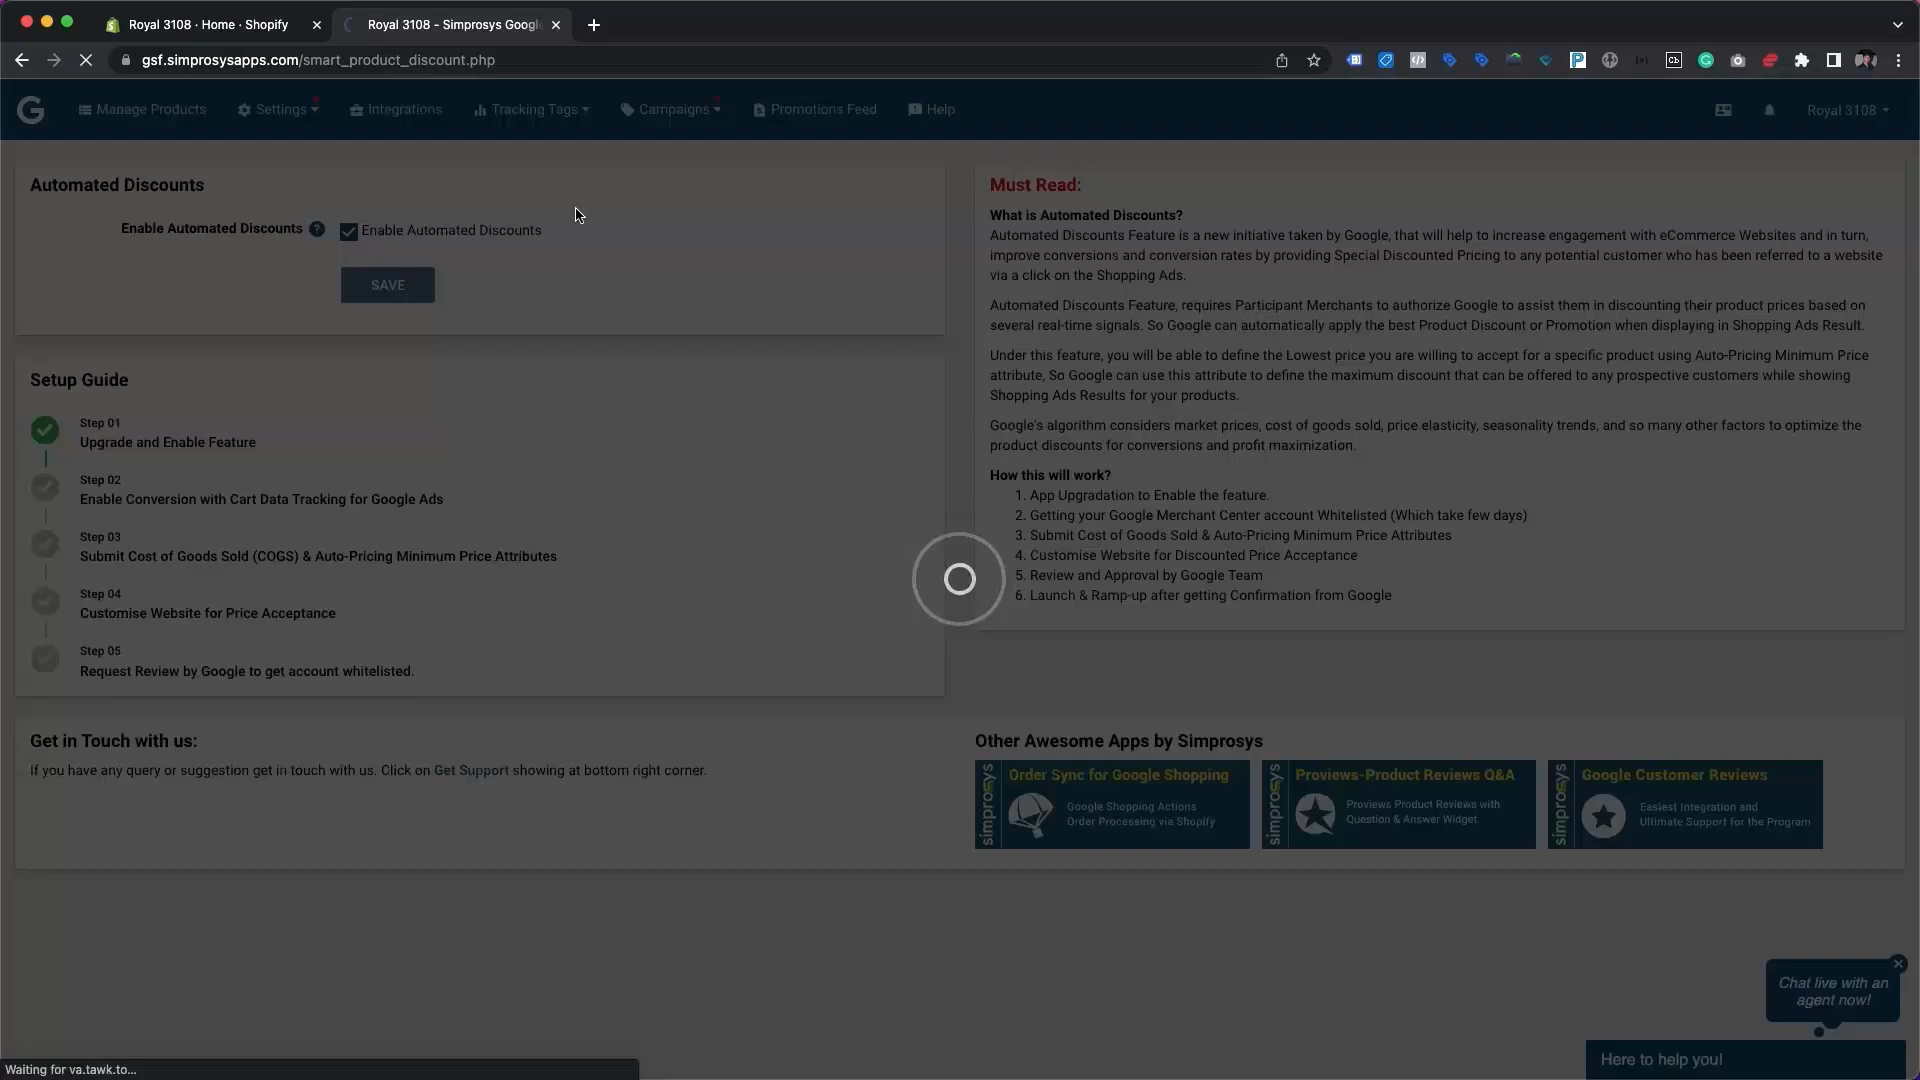 Royal 3108 · Home · Shopify
Royal 3108 - Simprosys Googl
gsf.simprosysapps.com/smart_product_discount.php
Manage Products
Settings
Integrations
Tracking Tags
Campaigns
Promotions Feed
Help
Royal 3108
Automated Discounts
Enable Automated Discounts
Enable Automated Discounts
SAVE
Setup Guide
Step 01
Upgrade and Enable Feature
Step 02
Enable Conversion with Cart Data Tracking for Google Ads
Step 03
Submit Cost of Goods Sold (COGS) & Auto-Pricing Minimum Price Attributes
Step 04
Customise Website for Price Acceptance
Step 05
Request Review by Google to get account whitelisted.
Must Read:
What is Automated Discounts?
Automated Discounts Feature is a new initiative taken by Google, that will help to increase engagement with eCommerce Websites and in turn,
improve conversions and conversion rates by providing Special Discounted Pricing to any potential customer who has been referred to a website
via a click on the Shopping Ads.
Automated Discounts Feature, requires Participant Merchants to authorize Google to assist them in discounting their product prices based on
several real-time signals. So Google can automatically apply the best Product Discount or Promotion when displaying in Shopping Ads Result.
Under this feature, you will be able to define the Lowest price you are willing to accept for a specific product using Auto-Pricing Minimum Price
attribute, So Google can use this attribute to define the maximum discount that can be offered to any prospective customers while showing
Shopping Ads Results for your products.
Google's algorithm considers market prices, cost of goods sold, price elasticity, seasonality trends, and so many other factors to optimize the
product discounts for conversions and profit maximization.
How this will work?
1. App Upgradation to Enable the feature.
2. Getting your Google Merchant Center account Whitelisted (Which take few days)
3. Submit Cost of Goods Sold & Auto-Pricing Minimum Price Attributes
4. Customise Website for Discounted Price Acceptance
5. Review and Approval by Google Team
6. Launch & Ramp-up after getting Confirmation from Google
Get in Touch with us:
If you have any query or suggestion get in touch with us. Click on Get Support showing at bottom right corner.
Other Awesome Apps by Simprosys
simprosys
Order Sync for Google Shopping
Google Shopping Actions
Order Processing via Shopify
simprosys
Proviews-Product Reviews Q&A
Proviews Product Reviews with
Question & Answer Widget
simprosys
Google Customer Reviews
Easiest Integration and
Ultimate Support for the Program
Chat live with an
agent now!
Here to help you!
Waiting for va.tawk.to...